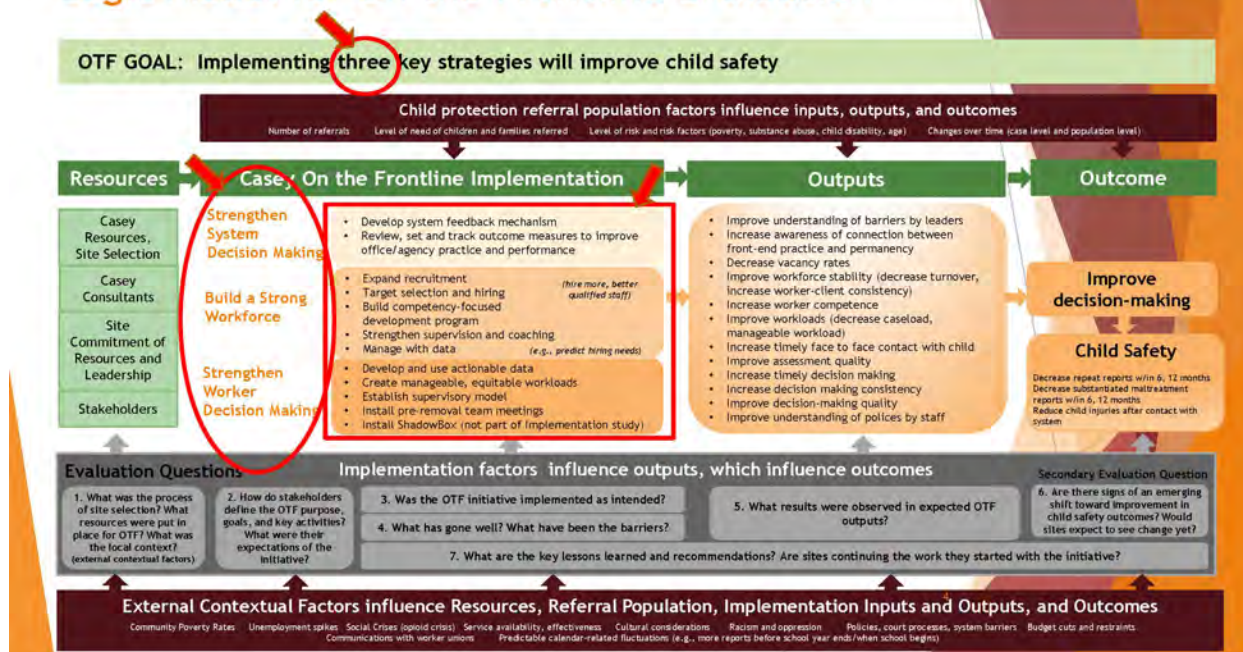 OTF GOAL: Implementing three key strategies will improve child safety
Child protection referral population factors influence inputs, outputs, and outcomes
Number of referrals Level of need of children and families referred Level of risk and risk factors (poverty, substance abuse, child disability, age) Changes over time (case level and population level)
Resources
Casey On the Frontline Implementation
Outputs
Outcome
Casey
Resources,
Site Selection
Casey
Consultants
Site
Commitment of
Resources and
Leadership
Stakeholders
Strengthen
System
Decision Making
Build a Strong
Workforce
Strengthen
Worker
Decision Making
• Develop system feedback mechanism
• Review, set and track outcome measures to improve
office/agency practice and performance
• Expand recruitment
• Target selection and hiring
• Build competency-focused
development program
• Strengthen supervision and coaching
• Manage with data
(hire more, better
qualified staff)
(e.g., predict hiring needs)
• Develop and use actionable data
• Create manageable, equitable workloads
• Establish supervisory model
• Install pre-removal team meetings
• Install ShadowBox (not part of Implementation study)
• Improve understanding of barriers by leaders
• Increase awareness of connection between
front-end practice and permanency
• Decrease vacancy rates
• Improve workforce stability (decrease turnover,
increase worker-client consistency)
• Increase worker competence
• Improve workloads (decrease caseload,
manageable workload)
• Increase timely face to face contact with child
• Improve assessment quality
• Increase timely decision making
• Increase decision making consistency
• Improve decision-making quality
• Improve understanding of polices by staff
Improve
decision-making
Child Safety
Decrease repeat reports w/in 6, 12 months
Decrease substantiated maltreatment
reports w/in 6, 12 months
Reduce child injuries after contact with
system
Evaluation Questions
Implementation factors influence outputs, which influence outcomes
Secondary Evaluation Question
1. What was the process
of site selection? What
resources were put in
place for OTF? What was
the local context?
(external contextual factors)
2. How do stakeholders
define the OTF purpose,
goals, and key activities?
What were their
expectations of the
initiative?
3. Was the OTF initiative implemented as intended?
4. What has gone well? What have been the barriers?
5. What results were observed in expected OTF
outputs?
6. Are there signs of an emerging
shift toward improvement in
child safety outcomes? Would
sites expect to see change yet?
7. What are the key lessons learned and recommendations? Are sites continuing the work they started with the initiative?
4
External Contextual Factors influence Resources, Referral Population, Implementation Inputs and Outputs, and Outcomes
Community Poverty Rates Unemployment spikes Social Crises (opioid crisis) Service availability, effectiveness Cultural considerations Racism and oppression Policies, court processes, system barriers Budget cuts and restraints
Communications with worker unions Predictable calendar-related fluctuations (e.g., more reports before school year ends/when school begins)